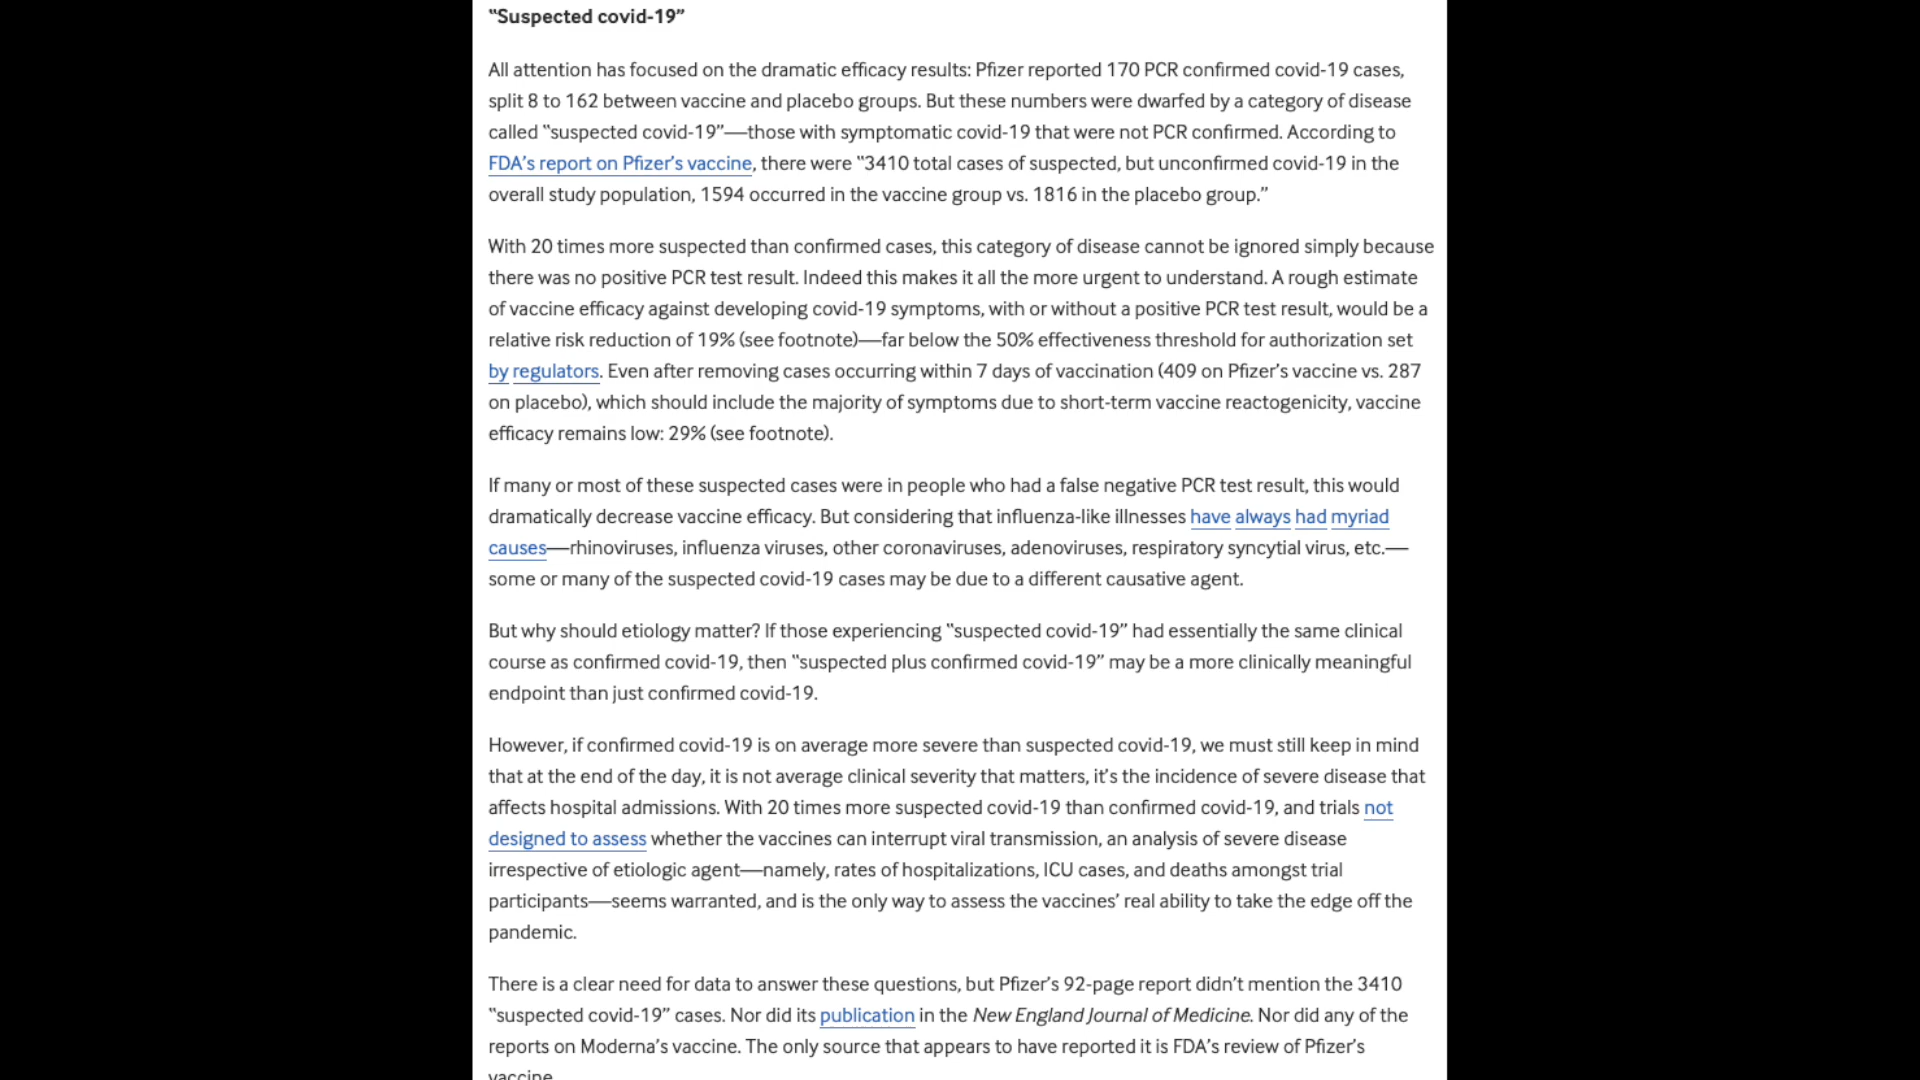 "Suspected covid-19"
All attention has focused on the dramatic efficacy results: Pfizer reported 170 PCR confirmed covid-19 cases,
split 8 to 162 between vaccine and placebo groups. But these numbers were dwarfed by a category of disease
called "suspected covid-19"—those with symptomatic covid-19 that were not PCR confirmed. According to
FDA's report on Pfizer's vaccine, there were "3410 total cases of suspected, but unconfirmed covid-19 in the
overall study population, 1594 occurred in the vaccine group vs. 1816 in the placebo group."
With 20 times more suspected than confirmed cases, this category of disease cannot be ignored simply because
there was no positive PCR test result. Indeed this makes it all the more urgent to understand. A rough estimate
of vaccine efficacy against developing covid-19 symptoms, with or without a positive PCR test result, would be a
relative risk reduction of 19% (see footnote)—far below the 50% effectiveness threshold for authorization set
by regulators. Even after removing cases occurring within 7 days of vaccination (409 on Pfizer's vaccine vs. 287
on placebo), which should include the majority of symptoms due to short-term vaccine reactogenicity, vaccine
efficacy remains low: 29% (see footnote).
If many or most of these suspected cases were in people who had a false negative PCR test result, this would
dramatically decrease vaccine efficacy. But considering that influenza-like illnesses have always had myriad
causes—rhinoviruses, influenza viruses, other coronaviruses, adenoviruses, respiratory syncytial virus, etc.—
some or many of the suspected covid-19 cases may be due to a different causative agent.
But why should etiology matter? If those experiencing "suspected covid-19" had essentially the same clinical
course as confirmed covid-19, then "suspected plus confirmed covid-19" may be a more clinically meaningful
endpoint than just confirmed covid-19.
However, if confirmed covid-19 is on average more severe than suspected covid-19, we must still keep in mind
that at the end of the day, it is not average clinical severity that matters, it's the incidence of severe disease that
affects hospital admissions. With 20 times more suspected covid-19 than confirmed covid-19, and trials not
designed to assess whether the vaccines can interrupt viral transmission, an analysis of severe disease
irrespective of etiologic agent—namely, rates of hospitalizations, ICU cases, and deaths amongst trial
participants—seems warranted, and is the only way to assess the vaccines' real ability to take the edge off the
pandemic.
There is a clear need for data to answer these questions, but Pfizer's 92-page report didn't mention the 3410
"suspected covid-19" cases. Nor did its publication in the New England Journal of Medicine. Nor did any of the
reports on Moderna's vaccine. The only source that appears to have reported it is FDA's review of Pfizer's
vaccine.